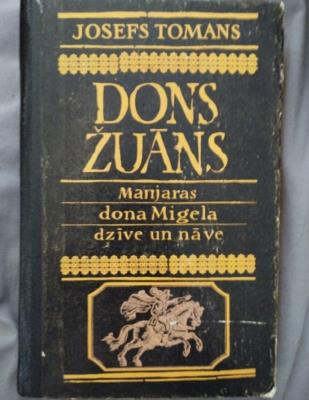 JOSEFS TOMANS
DONS
ŽUĀNS
Manjaras
dona Migela
dzīve un nāve